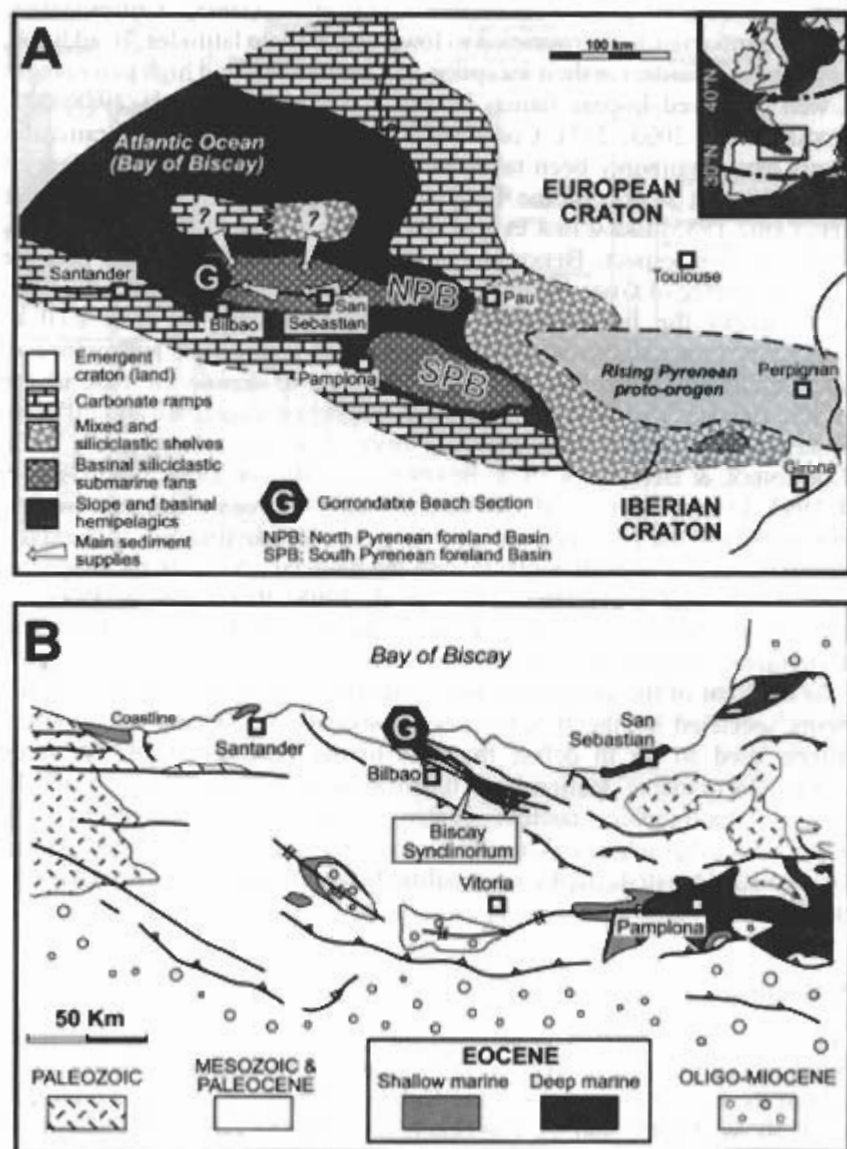 A
100 km
40°N
30°N
Atlantic Ocean
(Bay of Biscay)
EUROPEAN
CRATON
? ?
Santander
G
NPB
Toulouse
Pau
San
Sebastian
Bilbao
Pamplona
SPB
Rising Pyrenean
proto-orogen
Perpignan
Girona
IBERIAN
CRATON
Emergent
craton (land)
Carbonate ramps
Mixed and
siliciclastic shelves
Basinal siliciclastic
submarine fans
Slope and basinal
hemipelagics
Main sediment
supplies
G Gorrondatxe Beach Section
NPB: North Pyrenean foreland Basin
SPB: South Pyrenean foreland Basin
B
Bay of Biscay
Coastline
Santander
G
San
Sebastian
Bilbao
Biscay
Synclinorium
Vitoria
Pamplona
50 Km
PALEOZOIC
MESOZOIC &
PALEOCENE
EOCENE
Shallow marine Deep marine
OLIGO-MIOCENE